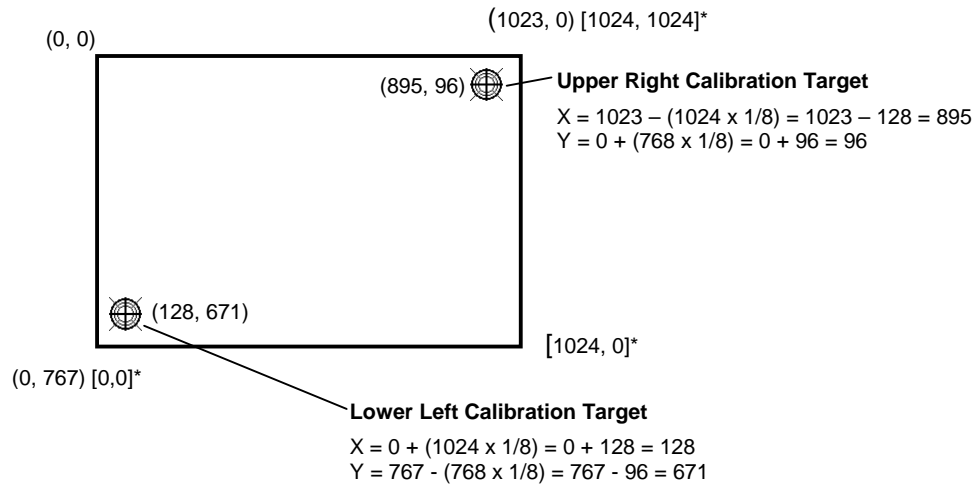 (1023, 0) [1024, 1024]*
(0, 0)
(895, 96)
Upper Right Calibration Target
X = 1023 – (1024 x 1/8) = 1023 – 128 = 895
Y = 0 + (768 x 1/8) = 0 + 96 = 96
(128, 671)
[1024, 0]*
(0, 767) [0,0]*
Lower Left Calibration Target
X = 0 + (1024 x 1/8) = 0 + 128 = 128
Y = 767 - (768 x 1/8) = 767 - 96 = 671